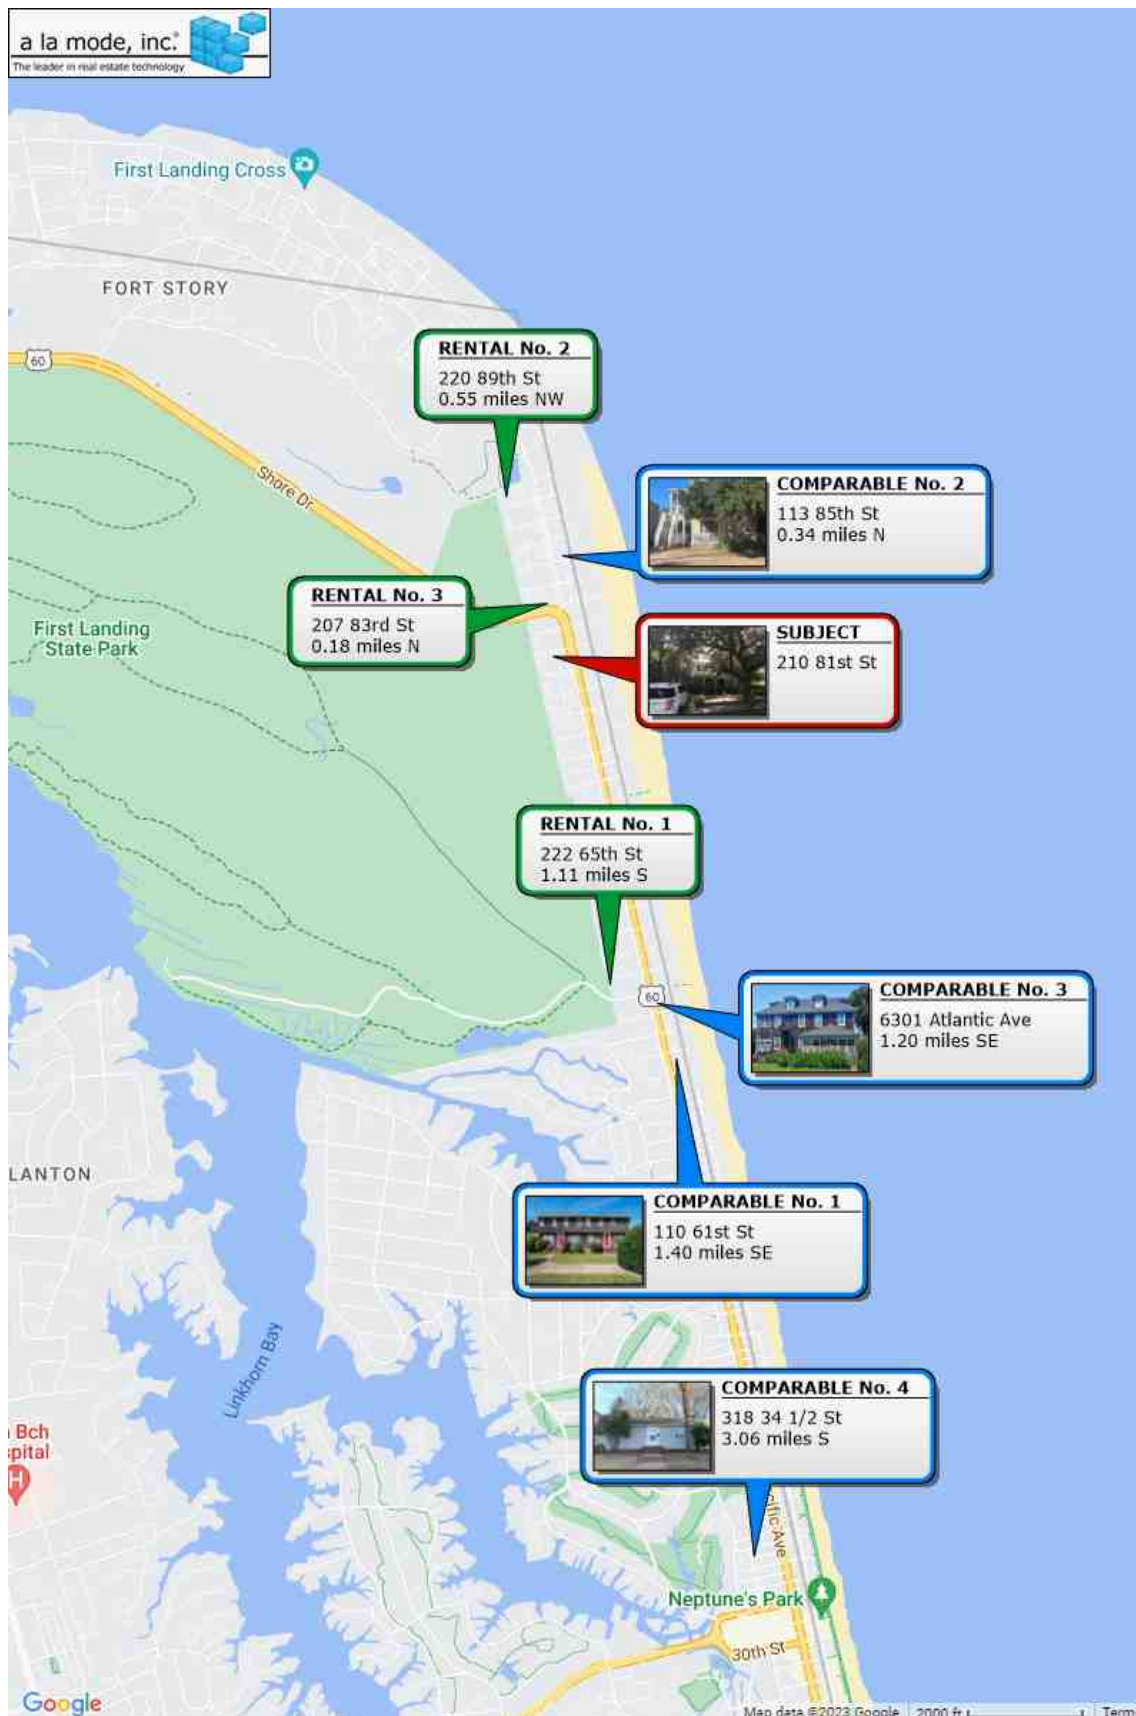 a la mode, inc.®
The leader in real estate technology
First Landing Cross
FORT STORY
60
RENTAL No. 2
220 89th St
0.55 miles NW
Shore Dr
COMPARABLE No. 2
113 85th St
0.34 miles N
RENTAL No. 3
207 83rd St
0.18 miles N
First Landing
State Park
SUBJECT
210 81st St
RENTAL No. 1
222 65th St
1.11 miles S
60
COMPARABLE No. 3
6301 Atlantic Ave
1.20 miles SE
LANTON
COMPARABLE No. 1
110 61st St
1.40 miles SE
Linkhorn Bay
COMPARABLE No. 4
318 34 1/2 St
3.06 miles S
Bch
spital
H
cific Ave
Neptune's Park
30th St
Google
Map data ©2023 Google
2000 ft
Term